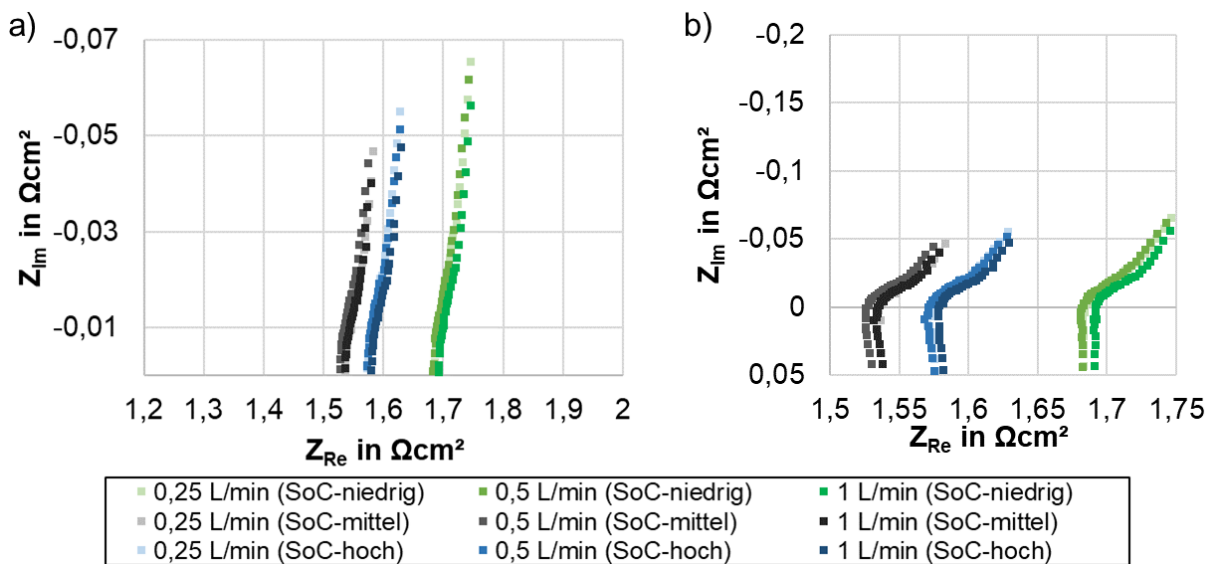 a)
-0,07
-0,05
-0,03
-0,01
Z_Im in Ωcm²
1,2 1,3 1,4 1,5 1,6 1,7 1,8 1,9 2
Z_Re in Ωcm²
b)
-0,2
-0,15
-0,1
-0,05
0
0,05
Z_Im in Ωcm²
1,5 1,55 1,6 1,65 1,7 1,75
Z_Re in Ωcm²
0,25 L/min (SoC-niedrig) 0,5 L/min (SoC-niedrig) 1 L/min (SoC-niedrig)
0,25 L/min (SoC-mittel) 0,5 L/min (SoC-mittel) 1 L/min (SoC-mittel)
0,25 L/min (SoC-hoch) 0,5 L/min (SoC-hoch) 1 L/min (SoC-hoch)